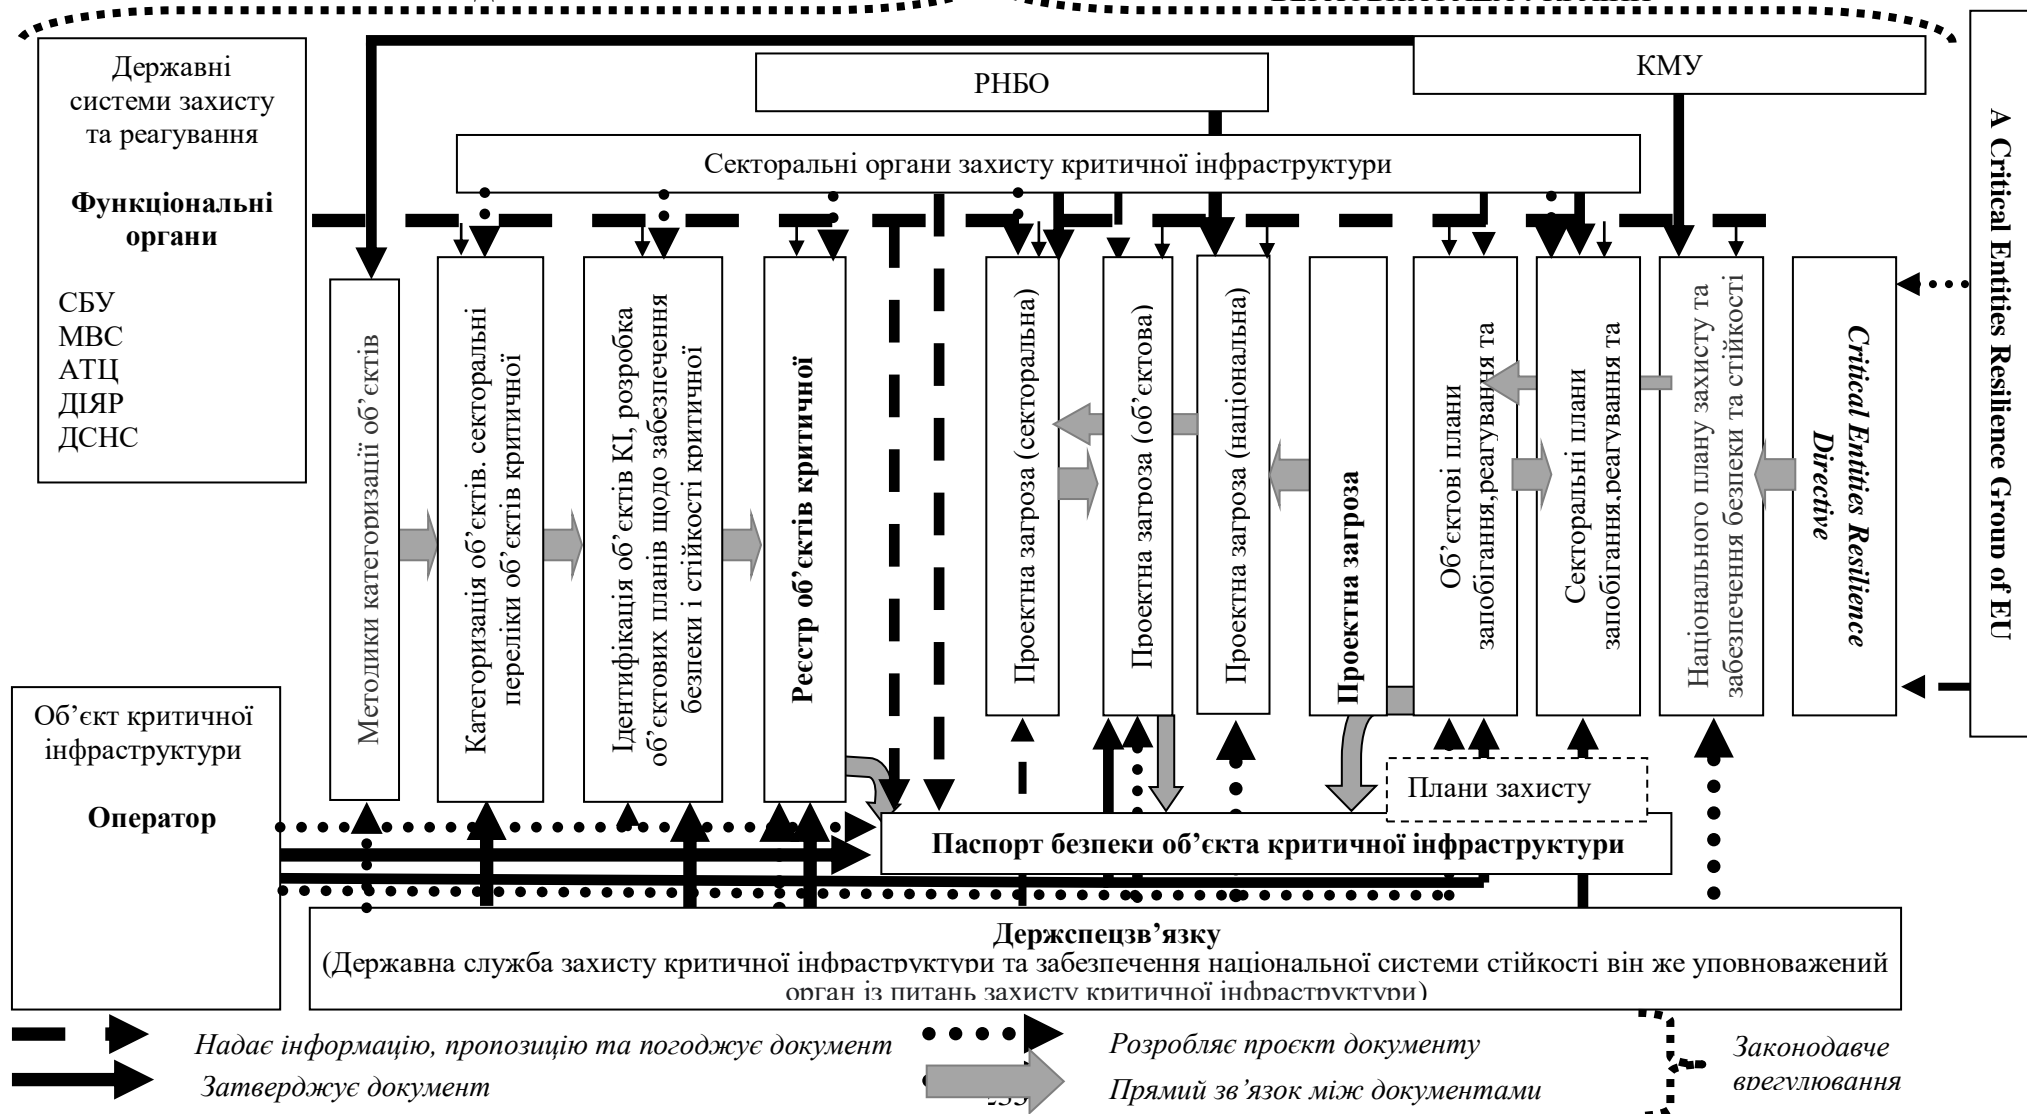 ВЕРХОВНА РАДА УКРАЇНИ
Державні
системи захисту
та реагування
Функціональні
органи
СБУ
МВС
АТЦ
ДІЯР
ДСНС
РНБО
КМУ
Секторальні органи захисту критичної інфраструктури
A Critical Entities Resilience Group of EU
Методики категоризації об’єктів
Категоризація об’єктів. секторальні
переліки об’єктів критичної
Ідентифікація об’єктів КІ, розробка
об’єктових планів щодо забезпечення
безпеки і стійкості критичної
Реєстр об’єктів критичної
Проектна загроза (секторальна)
Проектна загроза (об’єктова)
Проектна загроза (національна)
Проектна загроза
Об’єктові плани
запобігання,реагування та
Секторальні плани
запобігання.реагування та
Національного плану захисту та
забезпечення безпеки та стійкості
Critical Entities Resilience
Directive
Об’єкт критичної
інфраструктури
Оператор
Плани захисту
Паспорт безпеки об’єкта критичної інфраструктури
Держспецзв’язку
(Державна служба захисту критичної інфраструктури та забезпечення національної системи стійкості він же уповноважений
орган із питань захисту критичної інфраструктури)
Надає інформацію, пропозицію та погоджує документ
Затверджує документ
Розробляє проєкт документу
Прямий зв’язок між документами
Законодавче
врегулювання